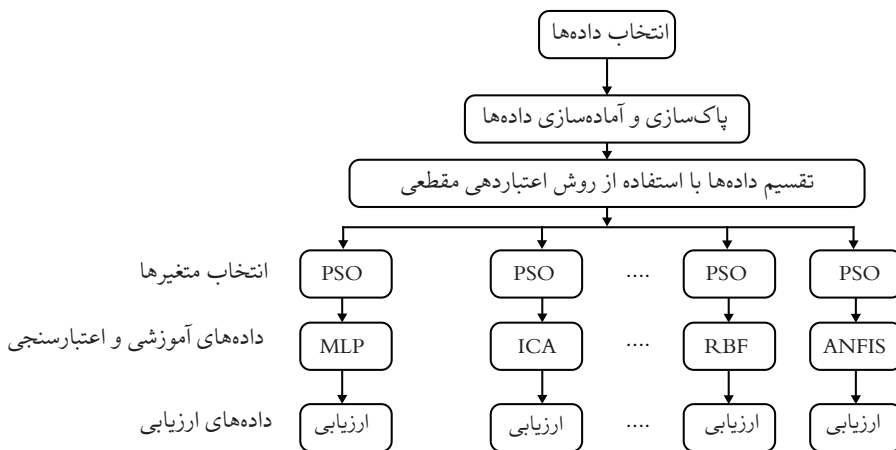 انتخاب داده‌ها
پاک‌سازی و آماده‌سازی داده‌ها
تقسیم داده‌ها با استفاده از روش اعتباردهی مقطعی
انتخاب متغیرها PSO PSO .... PSO PSO
داده‌های آموزشی و اعتبارسنجی MLP ICA .... RBF ANFIS
داده‌های ارزیابی ارزیابی ارزیابی .... ارزیابی ارزیابی